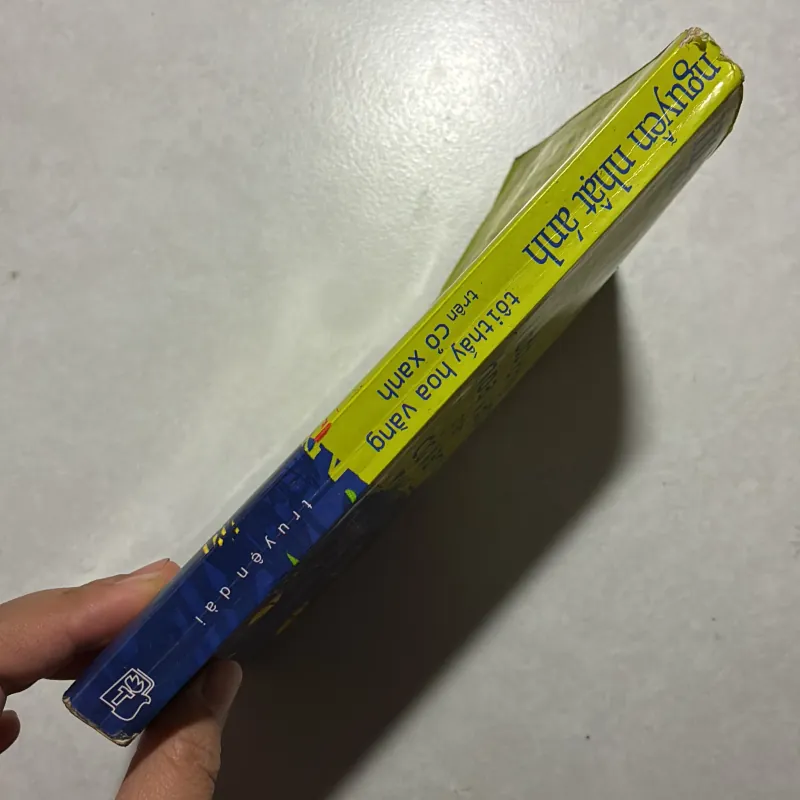 nguyễn nhật ánh
tôi thấy hoa vàng
trên cỏ xanh
truyện dài